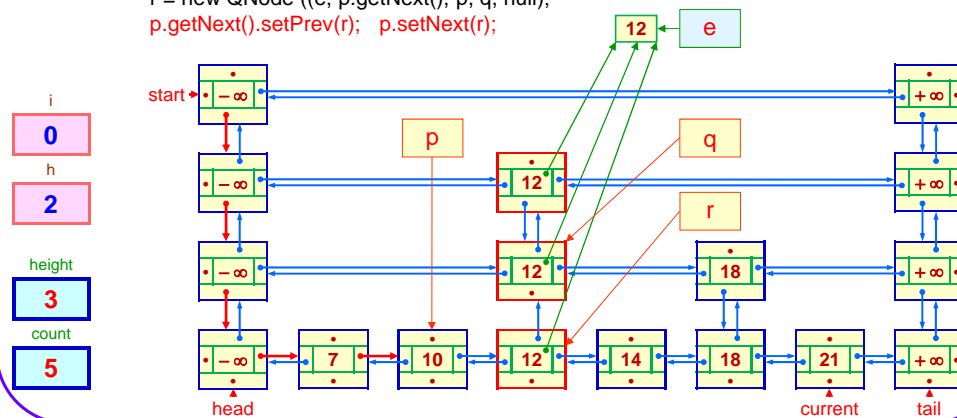 r = new QNode ((e, p.getNext(), p, q, null);
p.getNext().setPrev(r); p.setNext(r);
12 e
start − ∞ + ∞
i
0
p q
h
2
− ∞ 12 + ∞
r
height
3
− ∞ 12 18 + ∞
count
5
− ∞ 7 10 12 14 18 21 + ∞
head current tail